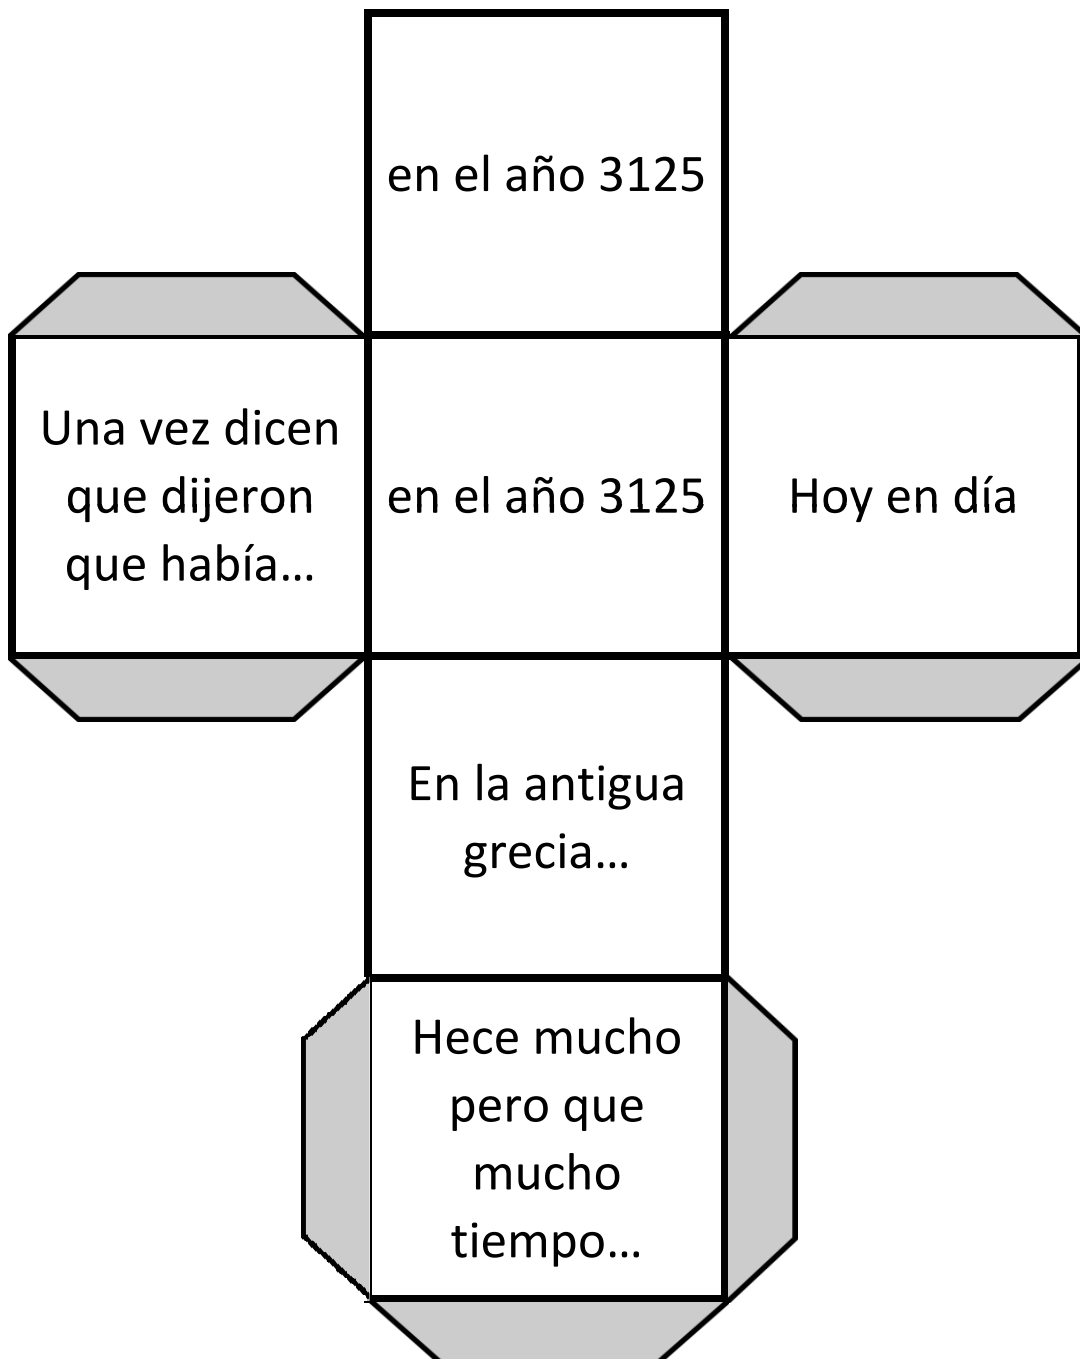 en el año 3125
Una vez dicen
que dijeron
que había...
en el año 3125
Hoy en día
En la antigua
grecia...
Hece mucho
pero que
mucho
tiempo...